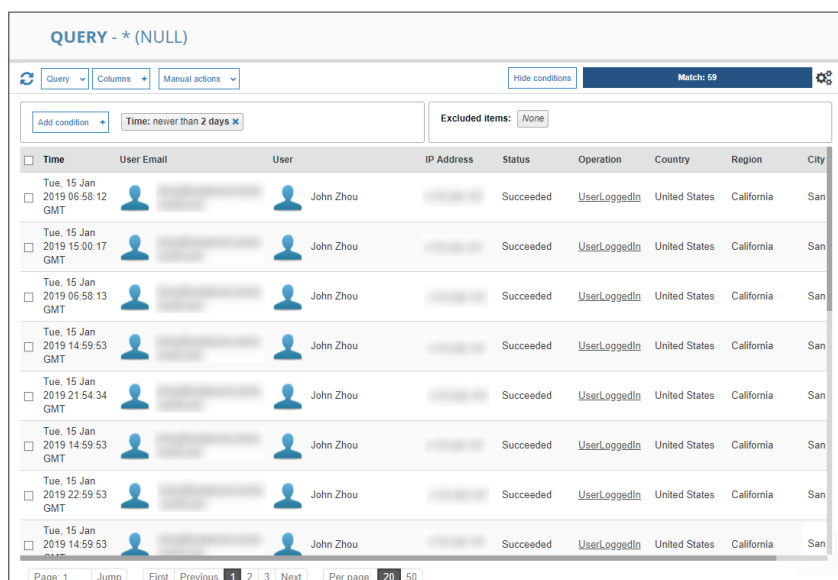 QUERY - * (NULL)
Query Columns + Manual actions Hide conditions Match: 59
Add condition + Time: newer than 2 days × Excluded items: None
Time User Email User IP Address Status Operation Country Region City
Tue, 15 Jan
2019 06:58:12 John Zhou Succeeded UserLoggedIn United States California San
GMT
Tue, 15 Jan
2019 15:00:17 John Zhou Succeeded UserLoggedIn United States California San
GMT
Tue, 15 Jan
2019 06:58:13 John Zhou Succeeded UserLoggedIn United States California San
GMT
Tue, 15 Jan
2019 14:59:53 John Zhou Succeeded UserLoggedIn United States California San
GMT
Tue, 15 Jan
2019 21:54:34 John Zhou Succeeded UserLoggedIn United States California San
GMT
Tue, 15 Jan
2019 14:59:53 John Zhou Succeeded UserLoggedIn United States California San
GMT
Tue, 15 Jan
2019 22:59:53 John Zhou Succeeded UserLoggedIn United States California San
GMT
Tue, 15 Jan
2019 14:59:53 John Zhou Succeeded UserLoggedIn United States California San
Page: 1 Jump First Previous 1 2 3 Next Per page: 20 50